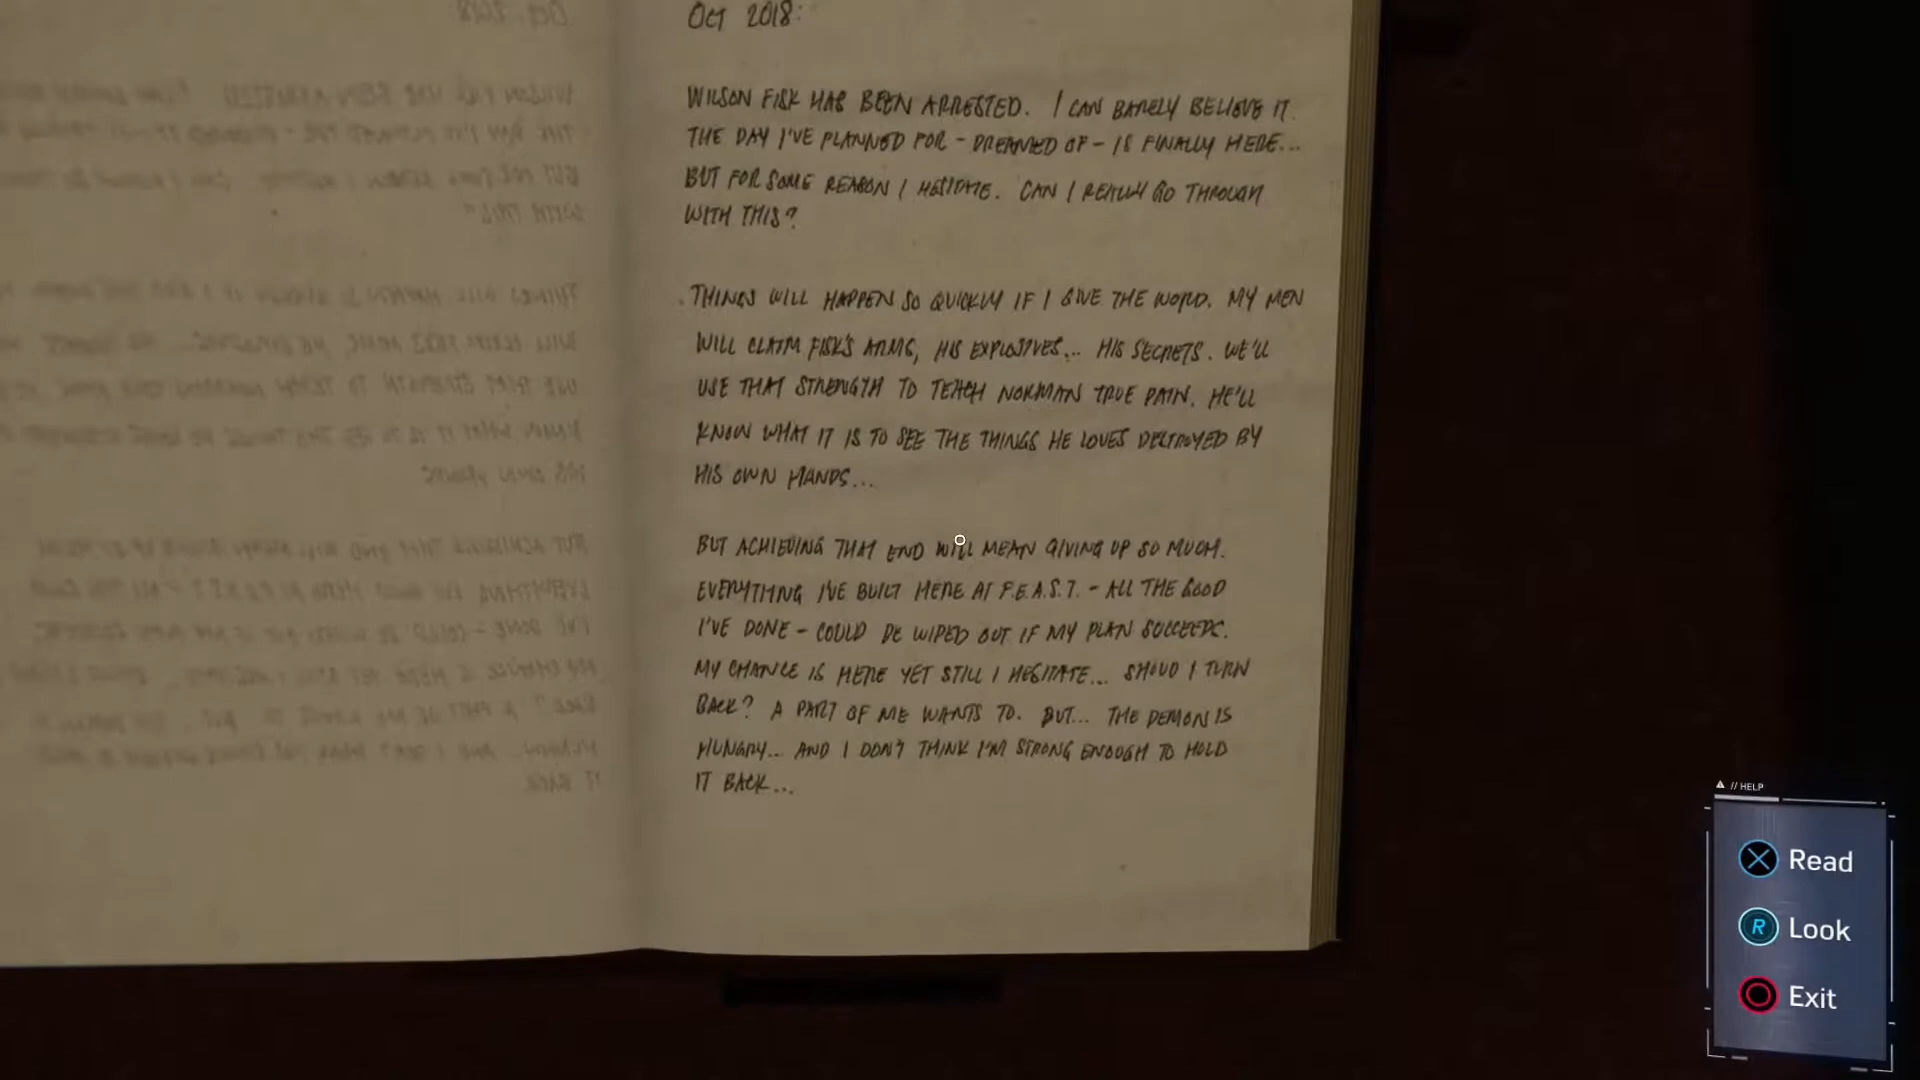 Oct 2018:
WILSON FISK HAS BEEN ARRESTED. I CAN BARELY BELIEVE IT.
THE DAY I'VE PLANNED FOR - DREAMED OF - IS FINALLY HERE...
BUT FOR SOME REASON I HESITATE. CAN I REALLY GO THROUGH
WITH THIS?
THINGS WILL HAPPEN SO QUICKLY IF I GIVE THE WORD. MY MEN
WILL CLAIM FISK'S ARMS, HIS EXPLOSIVES... HIS SECRETS. WE'LL
USE THAT STRENGTH TO TEACH NORMAN TRUE PAIN. HE'LL
KNOW WHAT IT IS TO SEE THE THINGS HE LOVES DESTROYED BY
HIS OWN HANDS...
BUT ACHIEVING THAT END WILL MEAN GIVING UP SO MUCH.
EVERYTHING I'VE BUILT HERE AT F.E.A.S.T. - ALL THE GOOD
I'VE DONE - COULD BE WIPED OUT IF MY PLAN SUCCEEDS.
MY CHANCE IS HERE YET STILL I HESITATE... SHOUD I TURN
BACK? A PART OF ME WANTS TO. BUT... THE DEMON IS
HUNGRY... AND I DON'T THINK I'M STRONG ENOUGH TO HOLD
IT BACK...
// HELP
Read
R Look
Exit